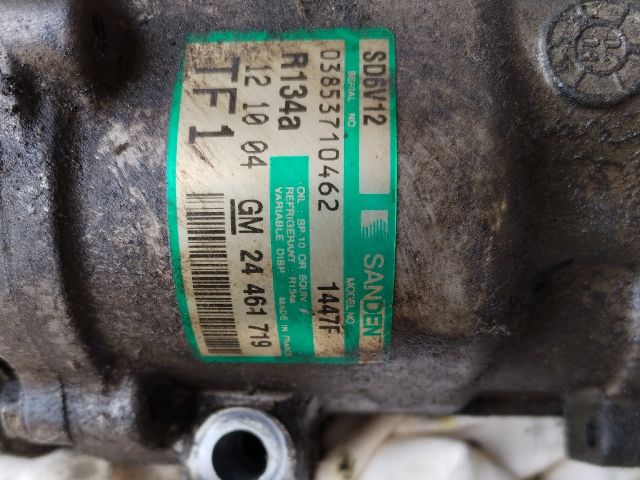 SD6V12 SANDEN
SERIAL NO. MODEL NO.
03853710462 1447F
R134a
OIL : SP-10 OR EQUIV
REFRIGERANT : R134a
VARIABLE DISP
MADE IN FRANCE
12 10 04 GM 24 461 719
TF1